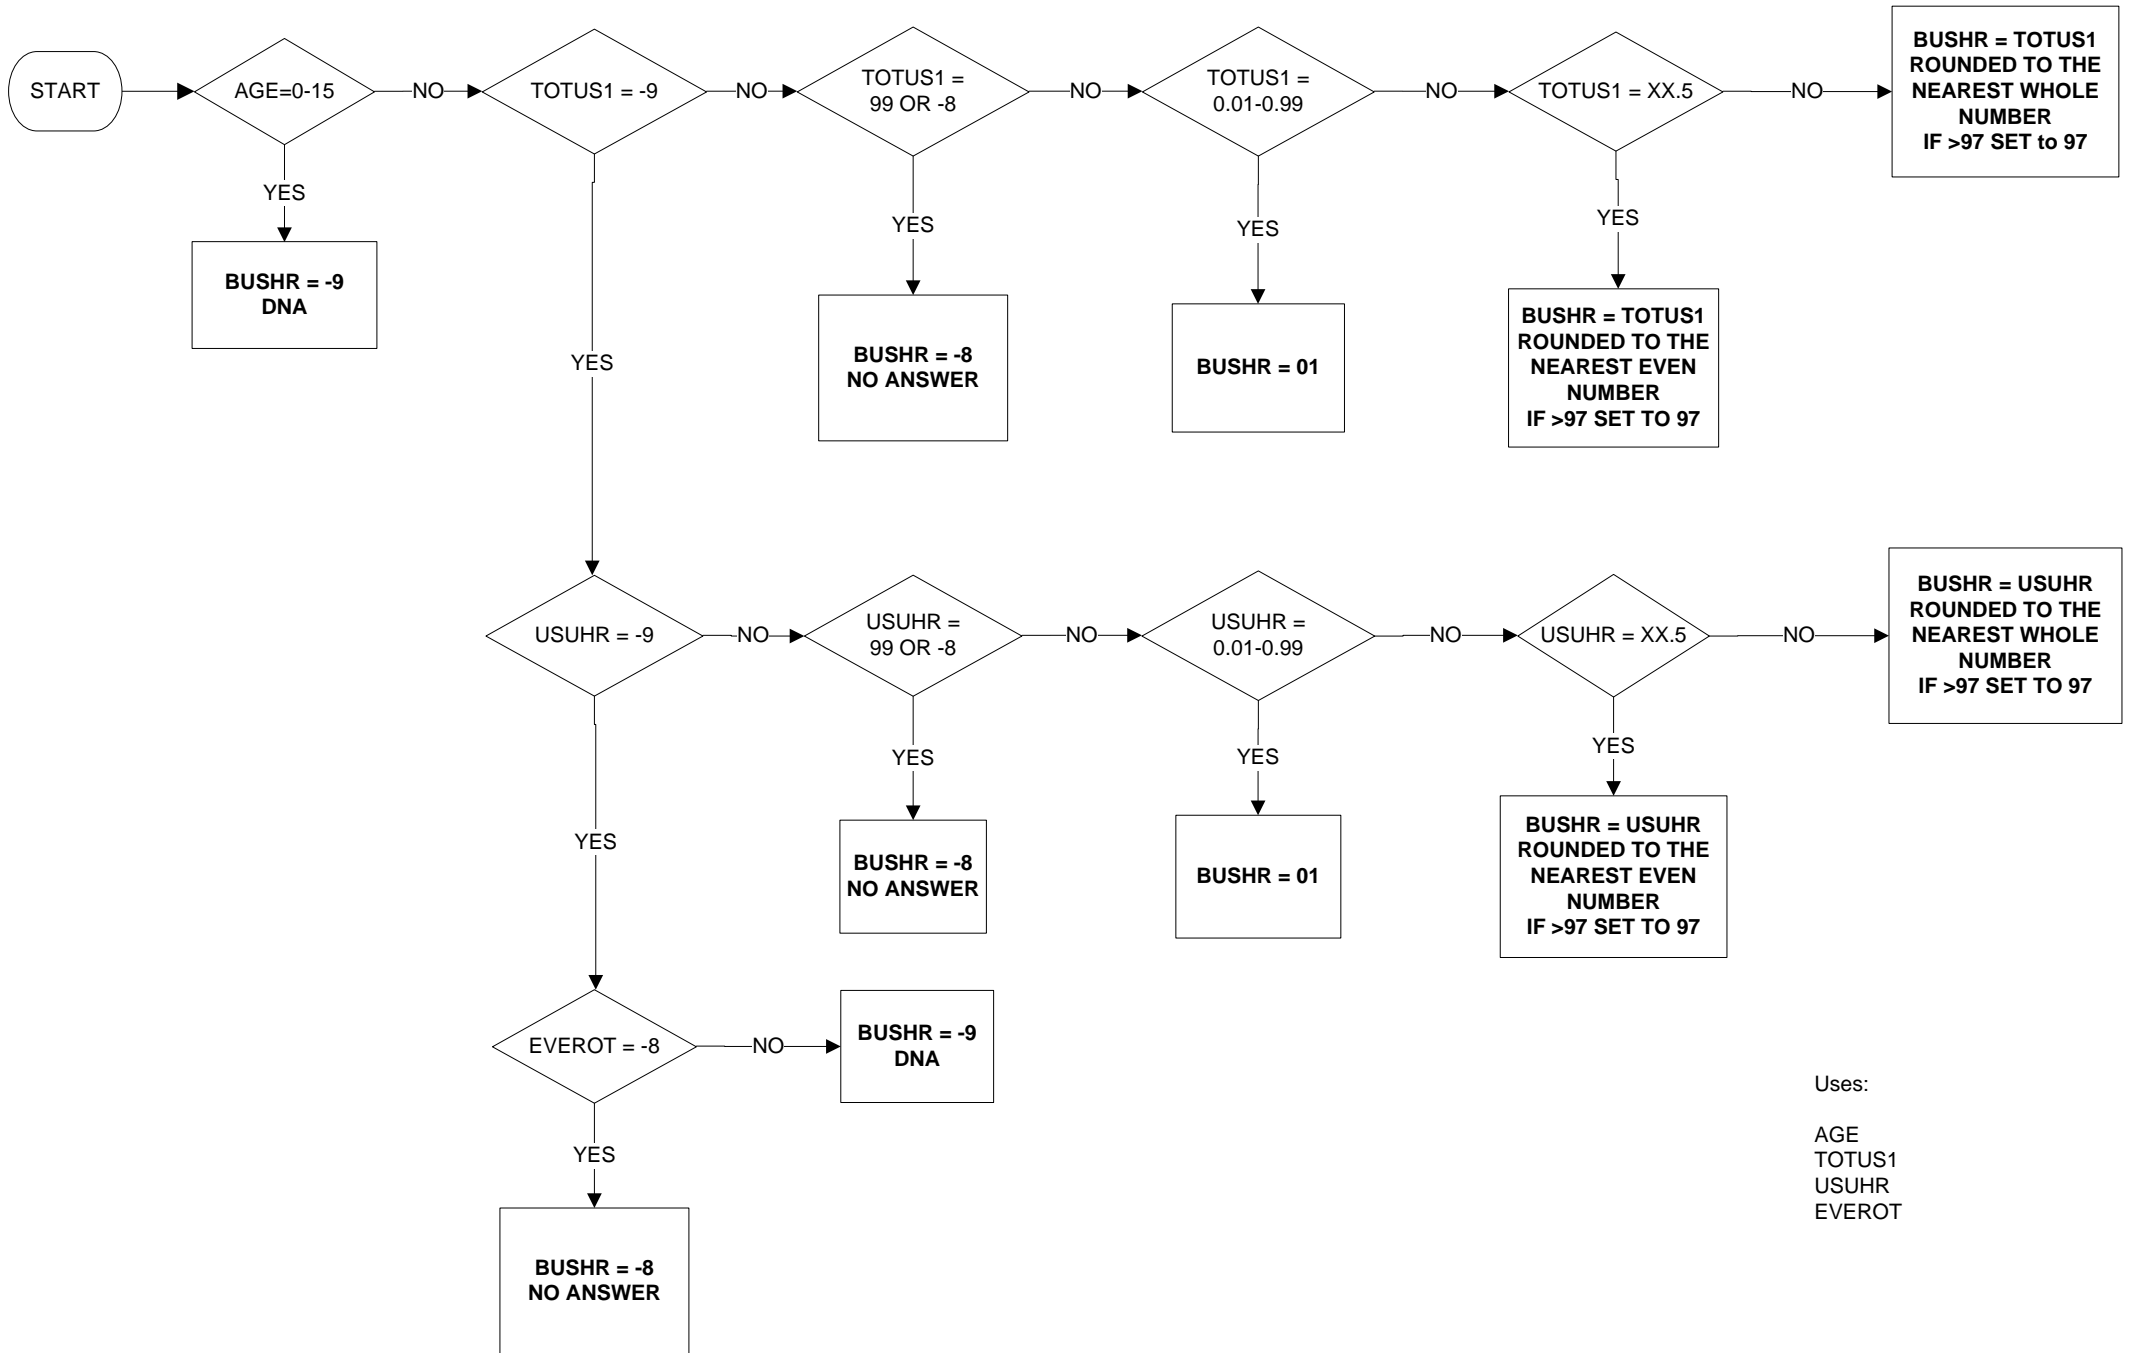 START
AGE=0-15
NO
TOTUS1 = -9
NO
TOTUS1 =
99 OR -8
NO
TOTUS1 =
0.01-0.99
NO
TOTUS1 = XX.5
NO
BUSHR = TOTUS1
ROUNDED TO THE
NEAREST WHOLE
NUMBER
IF >97 SET to 97
YES
BUSHR = -9
DNA
YES
YES
BUSHR = -8
NO ANSWER
YES
BUSHR = 01
YES
BUSHR = TOTUS1
ROUNDED TO THE
NEAREST EVEN
NUMBER
IF >97 SET TO 97
USUHR = -9
NO
USUHR =
99 OR -8
NO
USUHR =
0.01-0.99
NO
USUHR = XX.5
NO
BUSHR = USUHR
ROUNDED TO THE
NEAREST WHOLE
NUMBER
IF >97 SET TO 97
YES
YES
BUSHR = -8
NO ANSWER
YES
BUSHR = 01
YES
BUSHR = USUHR
ROUNDED TO THE
NEAREST EVEN
NUMBER
IF >97 SET TO 97
EVEROT = -8
NO
BUSHR = -9
DNA
YES
BUSHR = -8
NO ANSWER
Uses:
AGE
TOTUS1
USUHR
EVEROT